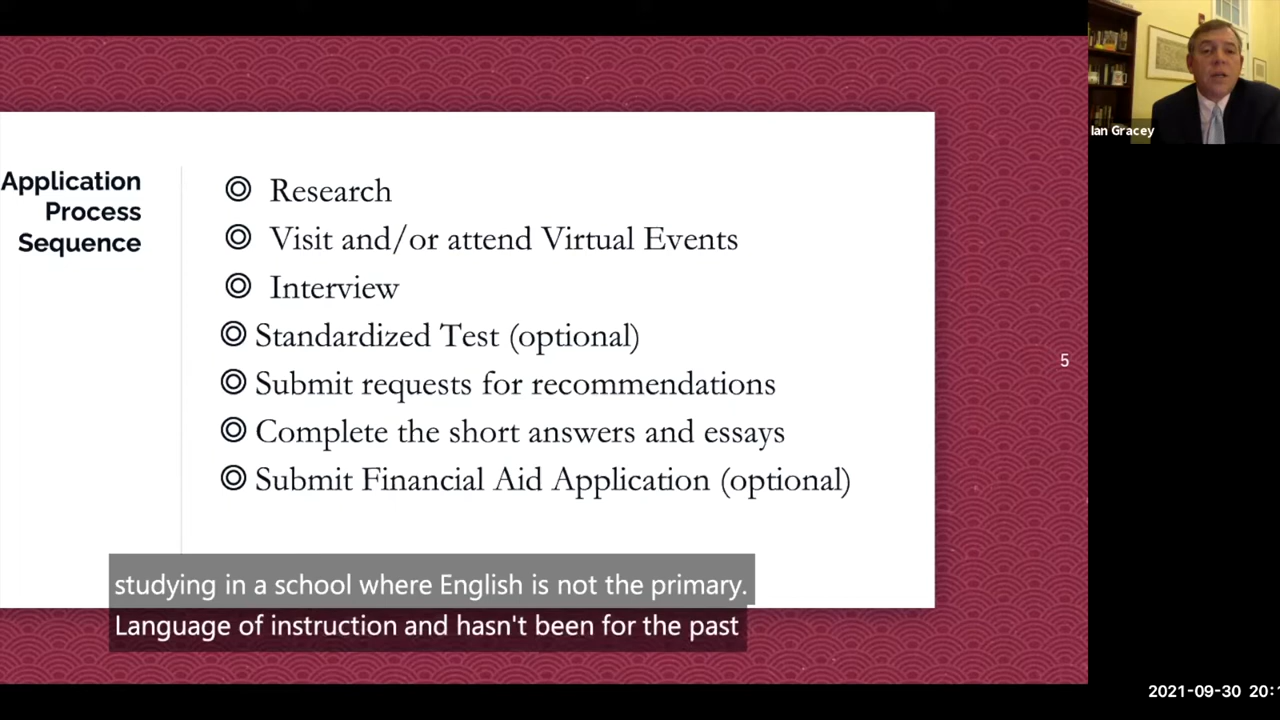 Application
Process
Sequence
Research
Visit and/or attend Virtual Events
Interview
Standardized Test (optional)
Submit requests for recommendations
Complete the short answers and essays
Submit Financial Aid Application (optional)
5
studying in a school where English is not the primary.
Language of instruction and hasn't been for the past
Ian Gracey
2021-09-30 20: